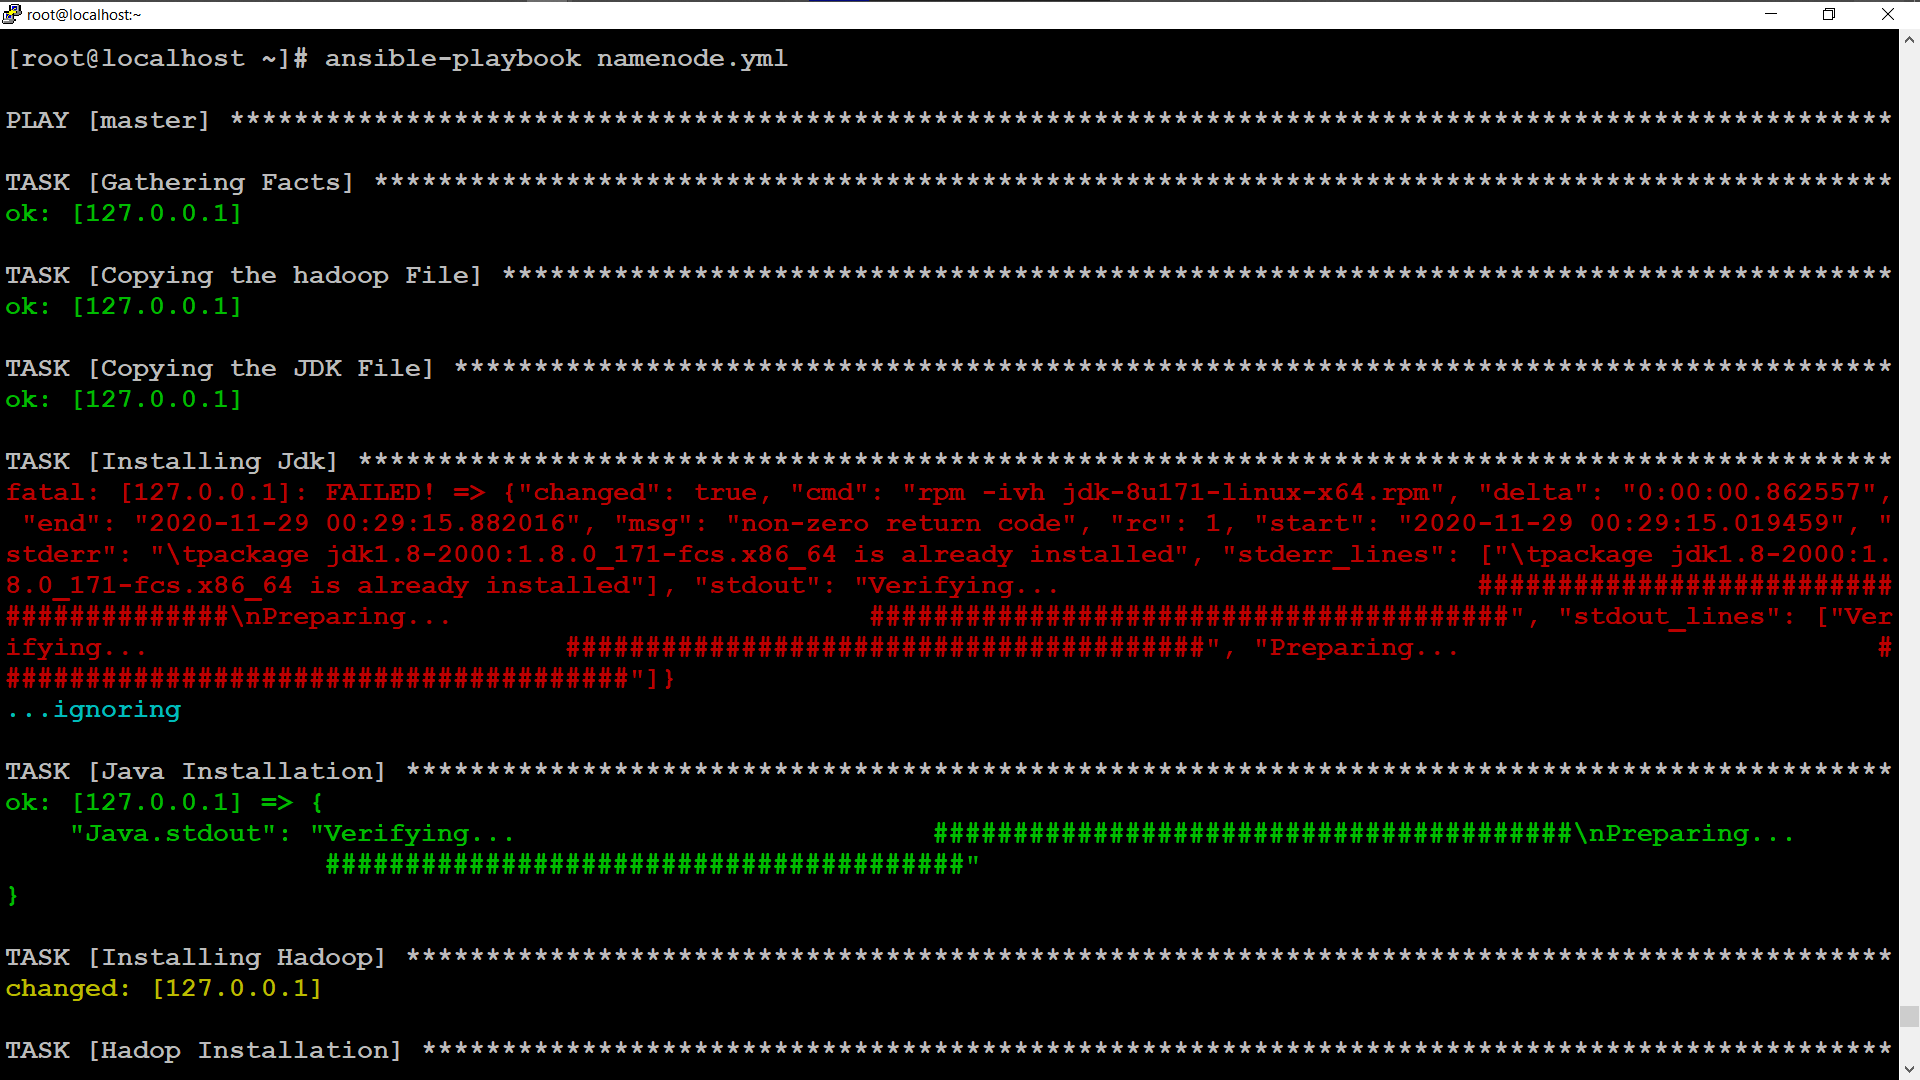 root@localhost:~
[root@localhost ~]# ansible-playbook namenode.yml
PLAY [master] ********************************************************************************************************
TASK [Gathering Facts] ***********************************************************************************************
ok: [127.0.0.1]
TASK [Copying the hadoop File] ***************************************************************************************
ok: [127.0.0.1]
TASK [Copying the JDK File] ******************************************************************************************
ok: [127.0.0.1]
TASK [Installing Jdk] ************************************************************************************************
fatal: [127.0.0.1]: FAILED! => {"changed": true, "cmd": "rpm -ivh jdk-8u171-linux-x64.rpm", "delta": "0:00:00.862557",
 "end": "2020-11-29 00:29:15.882016", "msg": "non-zero return code", "rc": 1, "start": "2020-11-29 00:29:15.019459", "
stderr": "\tpackage jdk1.8-2000:1.8.0_171-fcs.x86_64 is already installed", "stderr_lines": ["\tpackage jdk1.8-2000:1.
8.0_171-fcs.x86_64 is already installed"], "stdout": "Verifying...                          ##########################
##############\nPreparing...                          ########################################", "stdout_lines": ["Ver
ifying...                          ########################################", "Preparing...                          #
#######################################"]}
...ignoring
TASK [Java Installation] *********************************************************************************************
ok: [127.0.0.1] => {
    "Java.stdout": "Verifying...                          ########################################\nPreparing...
                    ########################################"
}
TASK [Installing Hadoop] *********************************************************************************************
changed: [127.0.0.1]
TASK [Hadop Installation] ********************************************************************************************